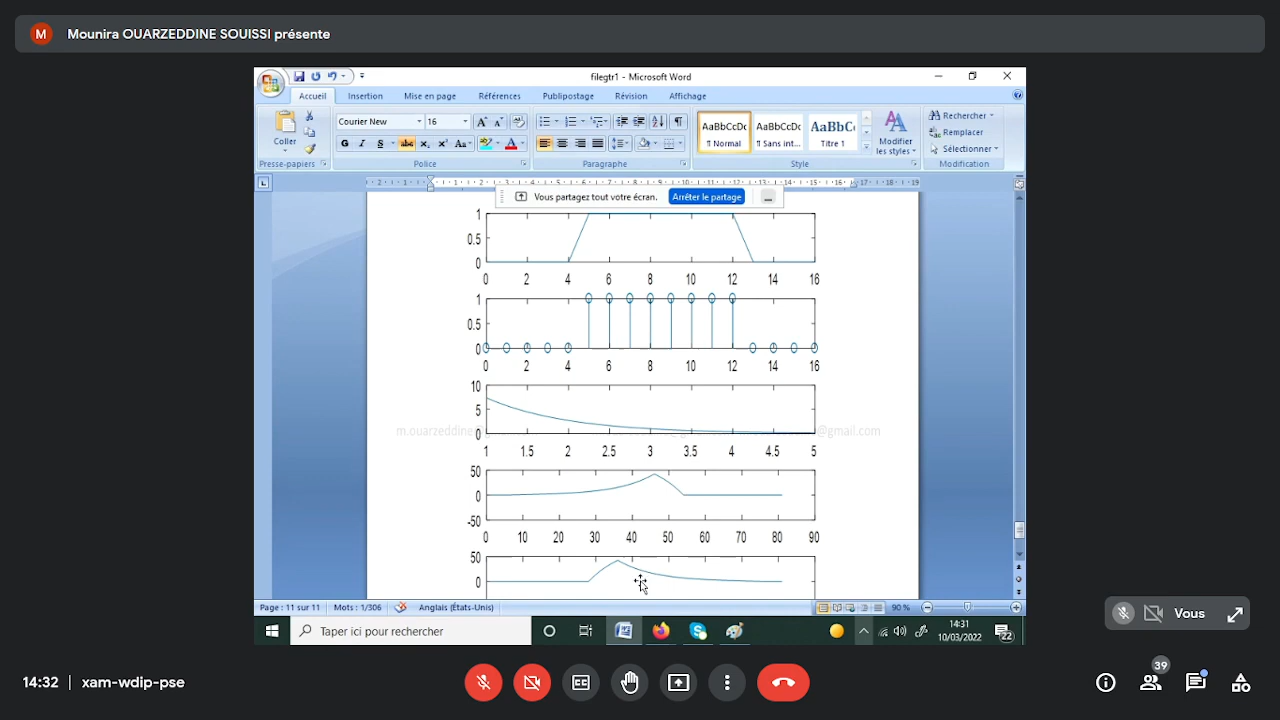 M Mounira OUARZEDDINE SOUISSI présente
filegtr1 - Microsoft Word
Accueil Insertion Mise en page Références Publipostage Révision Affichage
Coller
Courier New 16
AaBbCcDc AaBbCcDc AaBbC
¶ Normal ¶ Sans int... Titre 1
Modifier les styles
Rechercher
Remplacer
Sélectionner
G I S abc x₂ x² Aa A
Presse-papiers Police Paragraphe Style Modification
Vous partagez tout votre écran. Arrêter le partage
1
0.5
0
0 2 4 6 8 10 12 14 16
1
0.5
0
0 2 4 6 8 10 12 14 16
10
5
0
1 1.5 2 2.5 3 3.5 4 4.5 5
50
0
-50
0 10 20 30 40 50 60 70 80 90
50
0
Page : 11 sur 11 Mots : 1/306 Anglais (États-Unis) 90 %
Taper ici pour rechercher
14:31
10/03/2022
22
Vous
14:32 | xam-wdip-pse
39